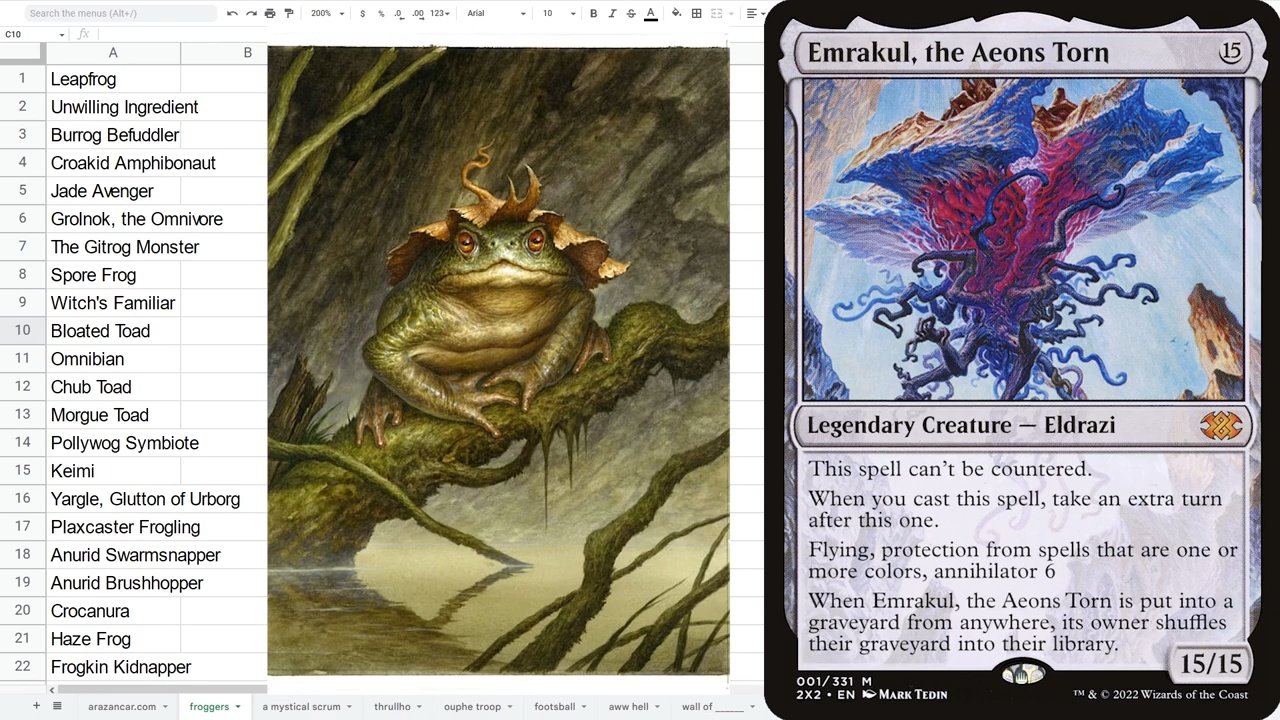 Search the menus (Alt+/)
200%
$ % .0 .00 123
Arial
10
B I S A
C10
fx
A B
1 Leapfrog
2 Unwilling Ingredient
3 Burrog Befuddler
4 Croakid Amphibonaut
5 Jade Avenger
6 Grolnok, the Omnivore
7 The Gitrog Monster
8 Spore Frog
9 Witch's Familiar
10 Bloated Toad
11 Omnibian
12 Chub Toad
13 Morgue Toad
14 Pollywog Symbiote
15 Keimi
16 Yargle, Glutton of Urborg
17 Plaxcaster Frogling
18 Anurid Swarmsnapper
19 Anurid Brushhopper
20 Crocanura
21 Haze Frog
22 Frogkin Kidnapper
+ arazancar.com froggers a mystical scrum thrullho ouphe troop footsball aww hell wall of ______
Emrakul, the Aeons Torn 15
Legendary Creature — Eldrazi
This spell can't be countered.
When you cast this spell, take an extra turn
after this one.
Flying, protection from spells that are one or
more colors, annihilator 6
When Emrakul, the Aeons Torn is put into a
graveyard from anywhere, its owner shuffles
their graveyard into their library.
15/15
001/331 M
2X2 • EN Mark Tedin
™ & © 2022 Wizards of the Coast